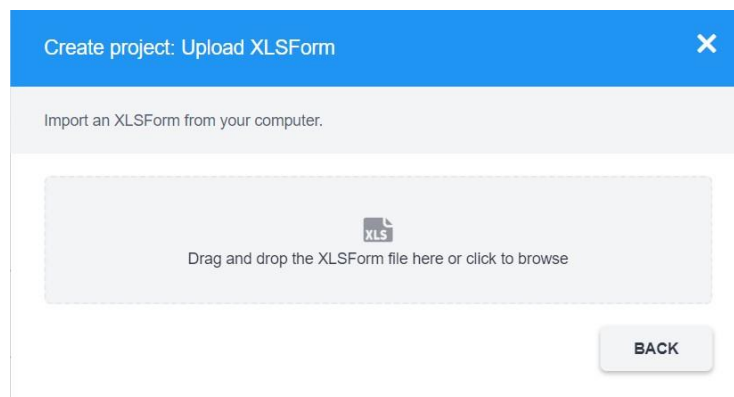 Create project: Upload XLSForm
Import an XLSForm from your computer.
XLS
Drag and drop the XLSForm file here or click to browse
BACK